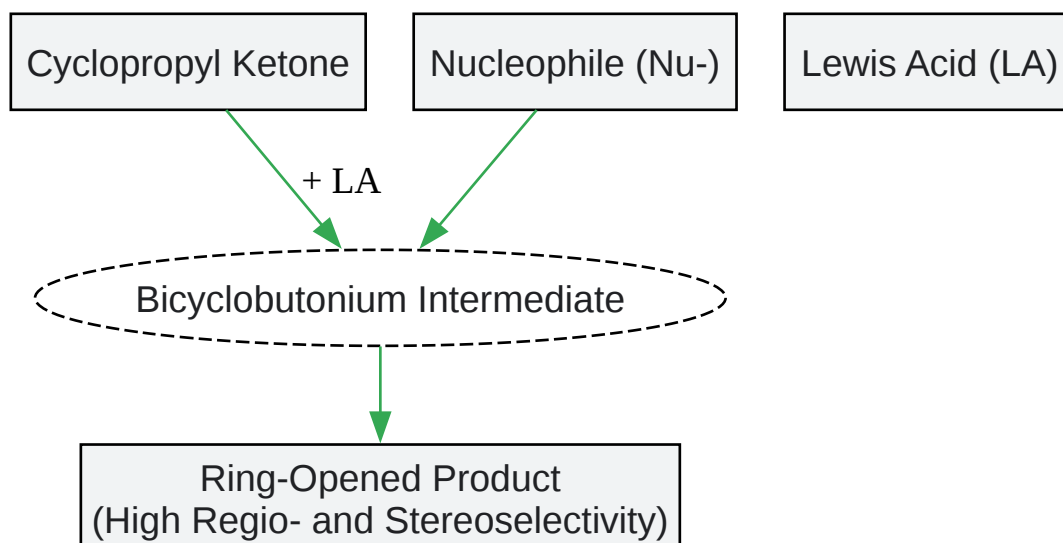 Cyclopropyl Ketone
Nucleophile (Nu-)
Lewis Acid (LA)
+ LA
Bicyclobutonium Intermediate
Ring-Opened Product
(High Regio- and Stereoselectivity)